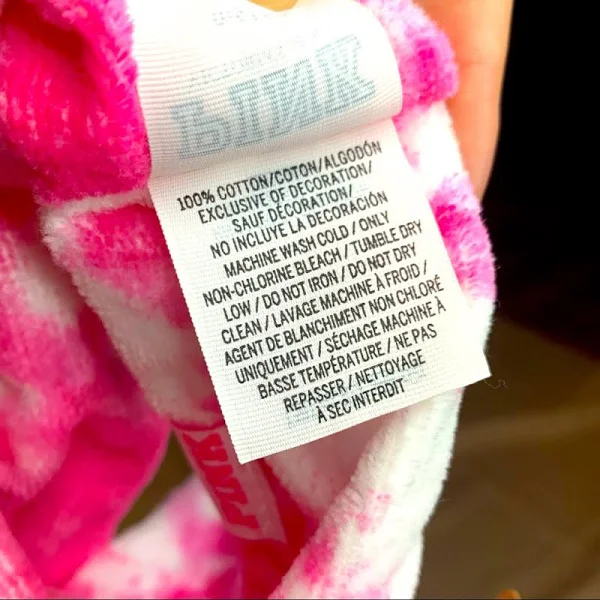 PINK
100% COTTON/COTON/ALGODÓN
EXCLUSIVE OF DECORATION/
SAUF DÉCORATION/
NO INCLUYE LA DECORACIÓN
MACHINE WASH COLD / ONLY
NON-CHLORINE BLEACH / TUMBLE DRY
LOW / DO NOT IRON / DO NOT DRY
CLEAN / LAVAGE MACHINE À FROID /
AGENT DE BLANCHIMENT NON CHLORÉ
UNIQUEMENT / SÉCHAGE MACHINE À
BASSE TEMPÉRATURE / NE PAS
REPASSER / NETTOYAGE
À SEC INTERDIT
PINK